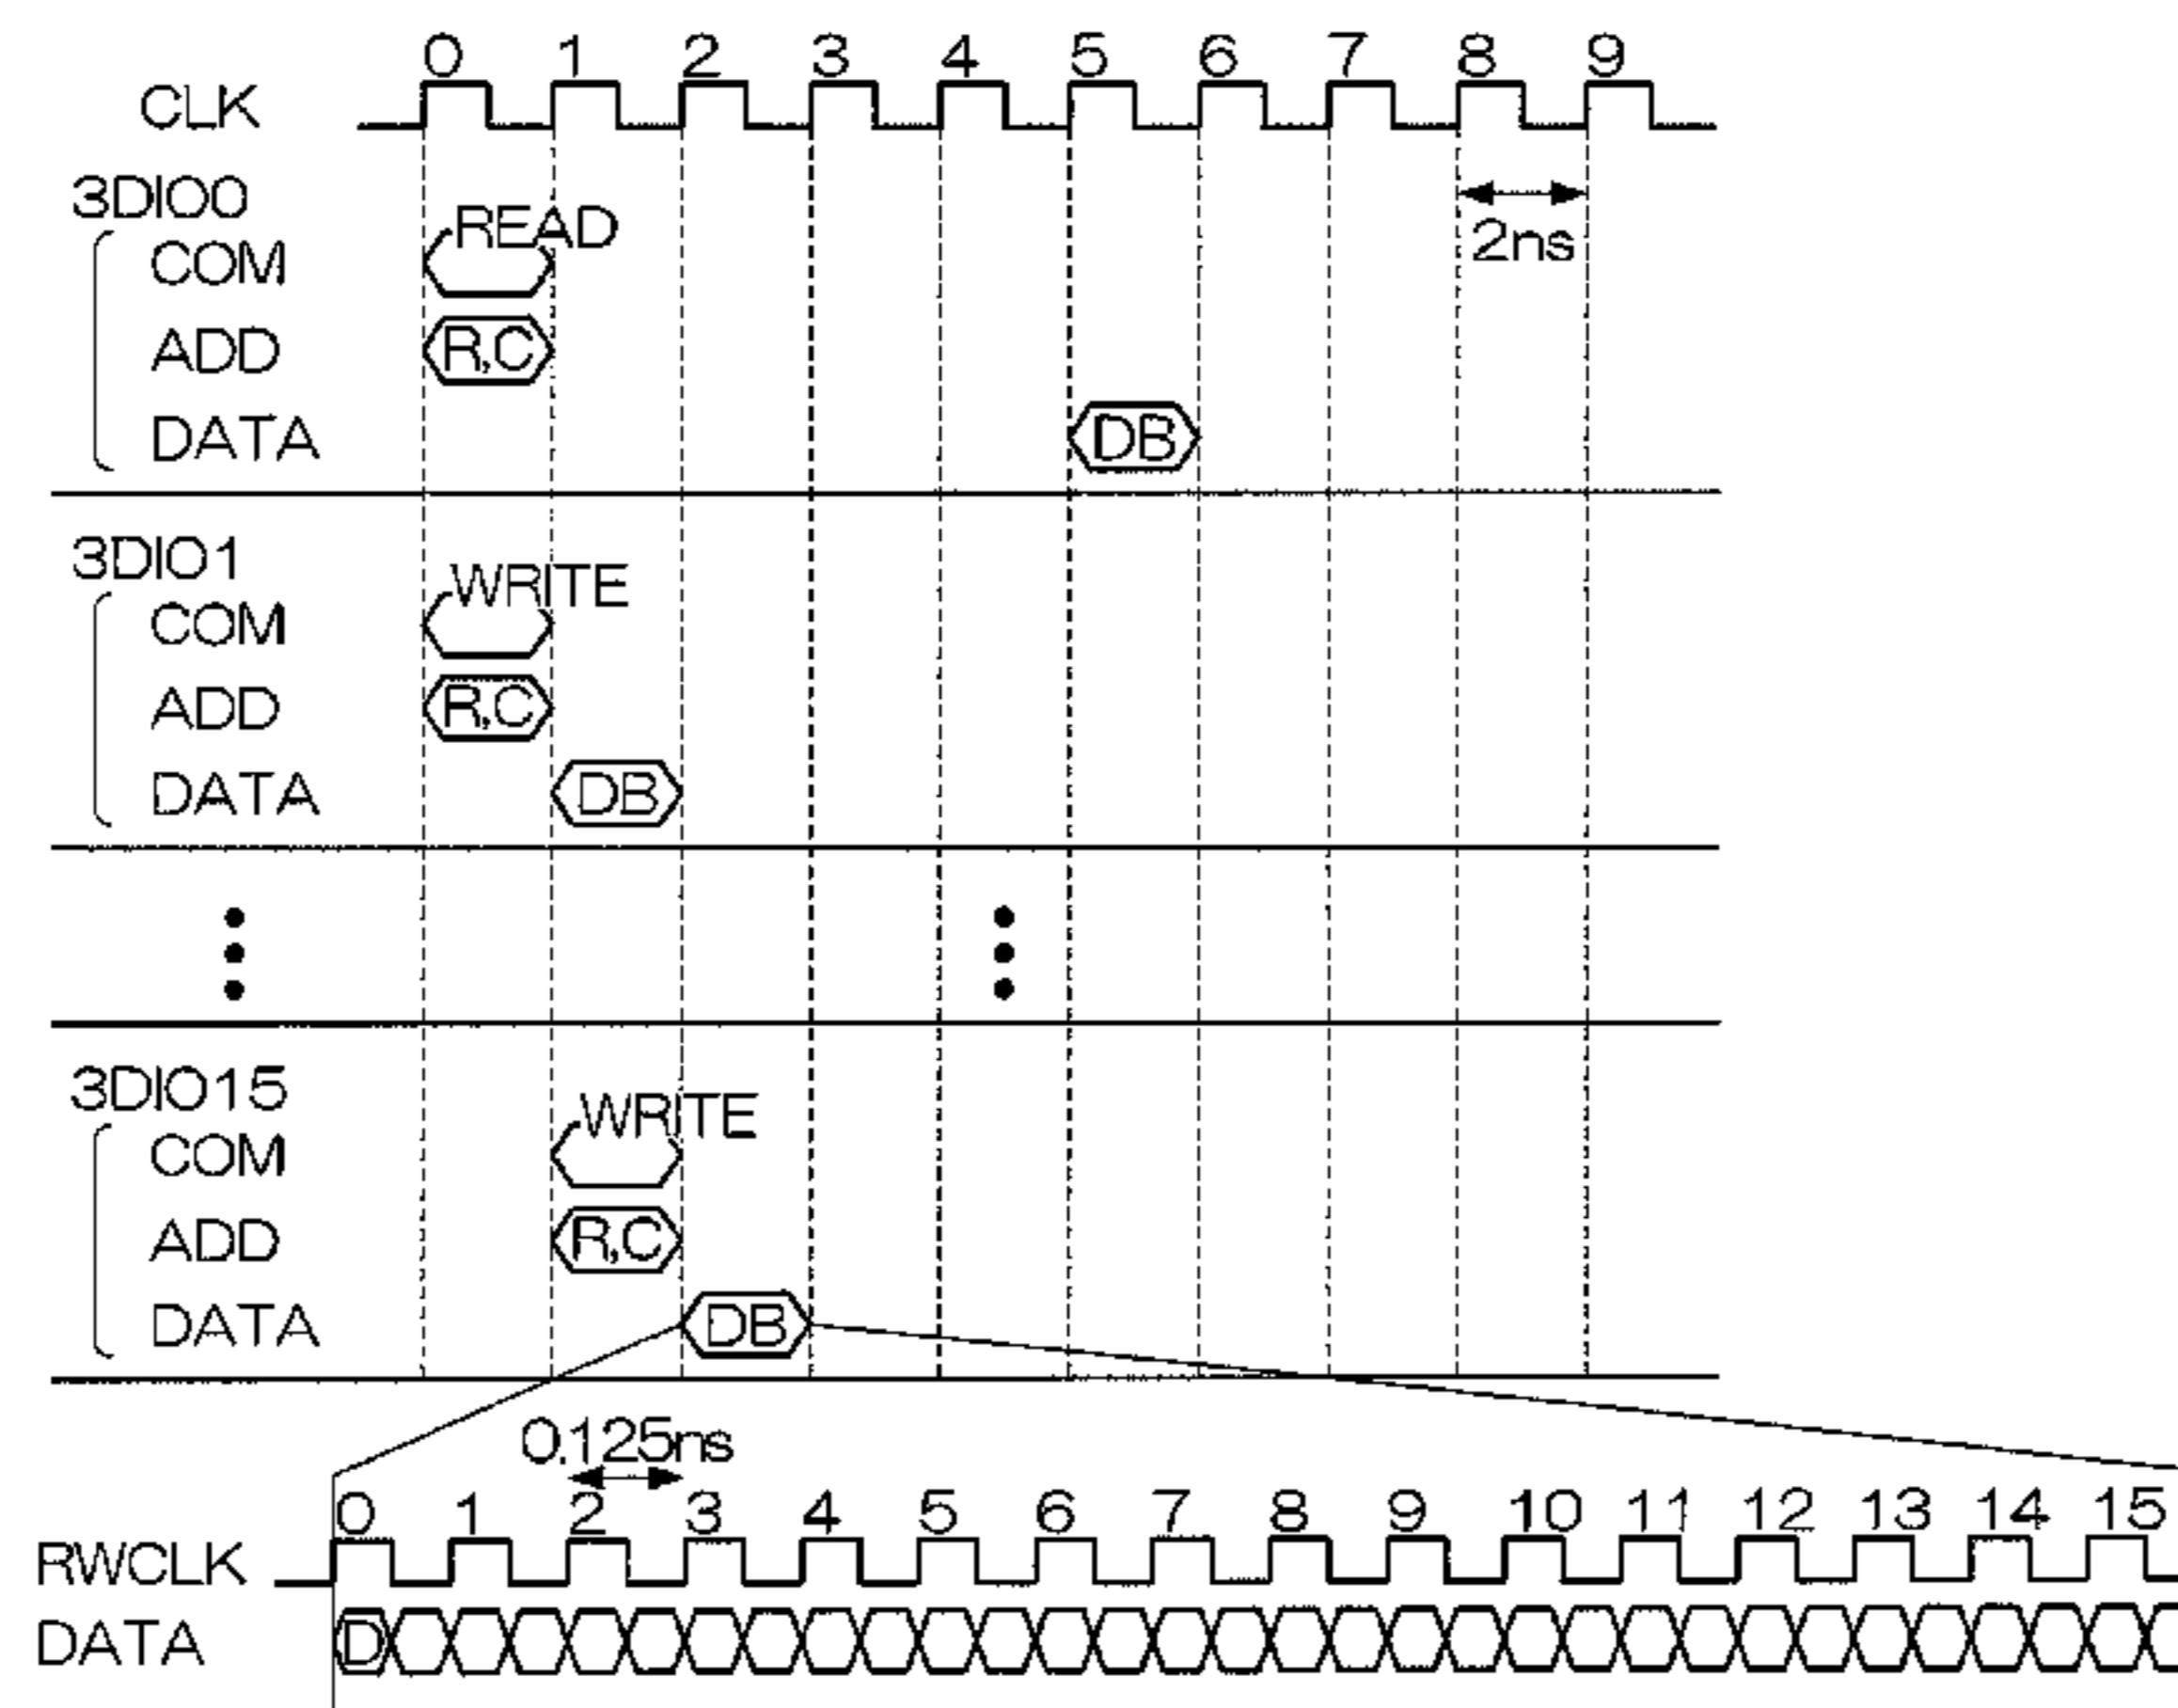 0 1 2 3 4 5 6 7 8 9
CLK
3DIO0
READ
2ns
COM
ADD R,C
DATA DB
3DIO1
WRITE
COM
ADD R,C
DATA DB
3DIO15
WRITE
COM
ADD R,C
DATA DB
0.125ns
0 1 2 3 4 5 6 7 8 9 10 11 12 13 14 15
RWCLK
DATA D